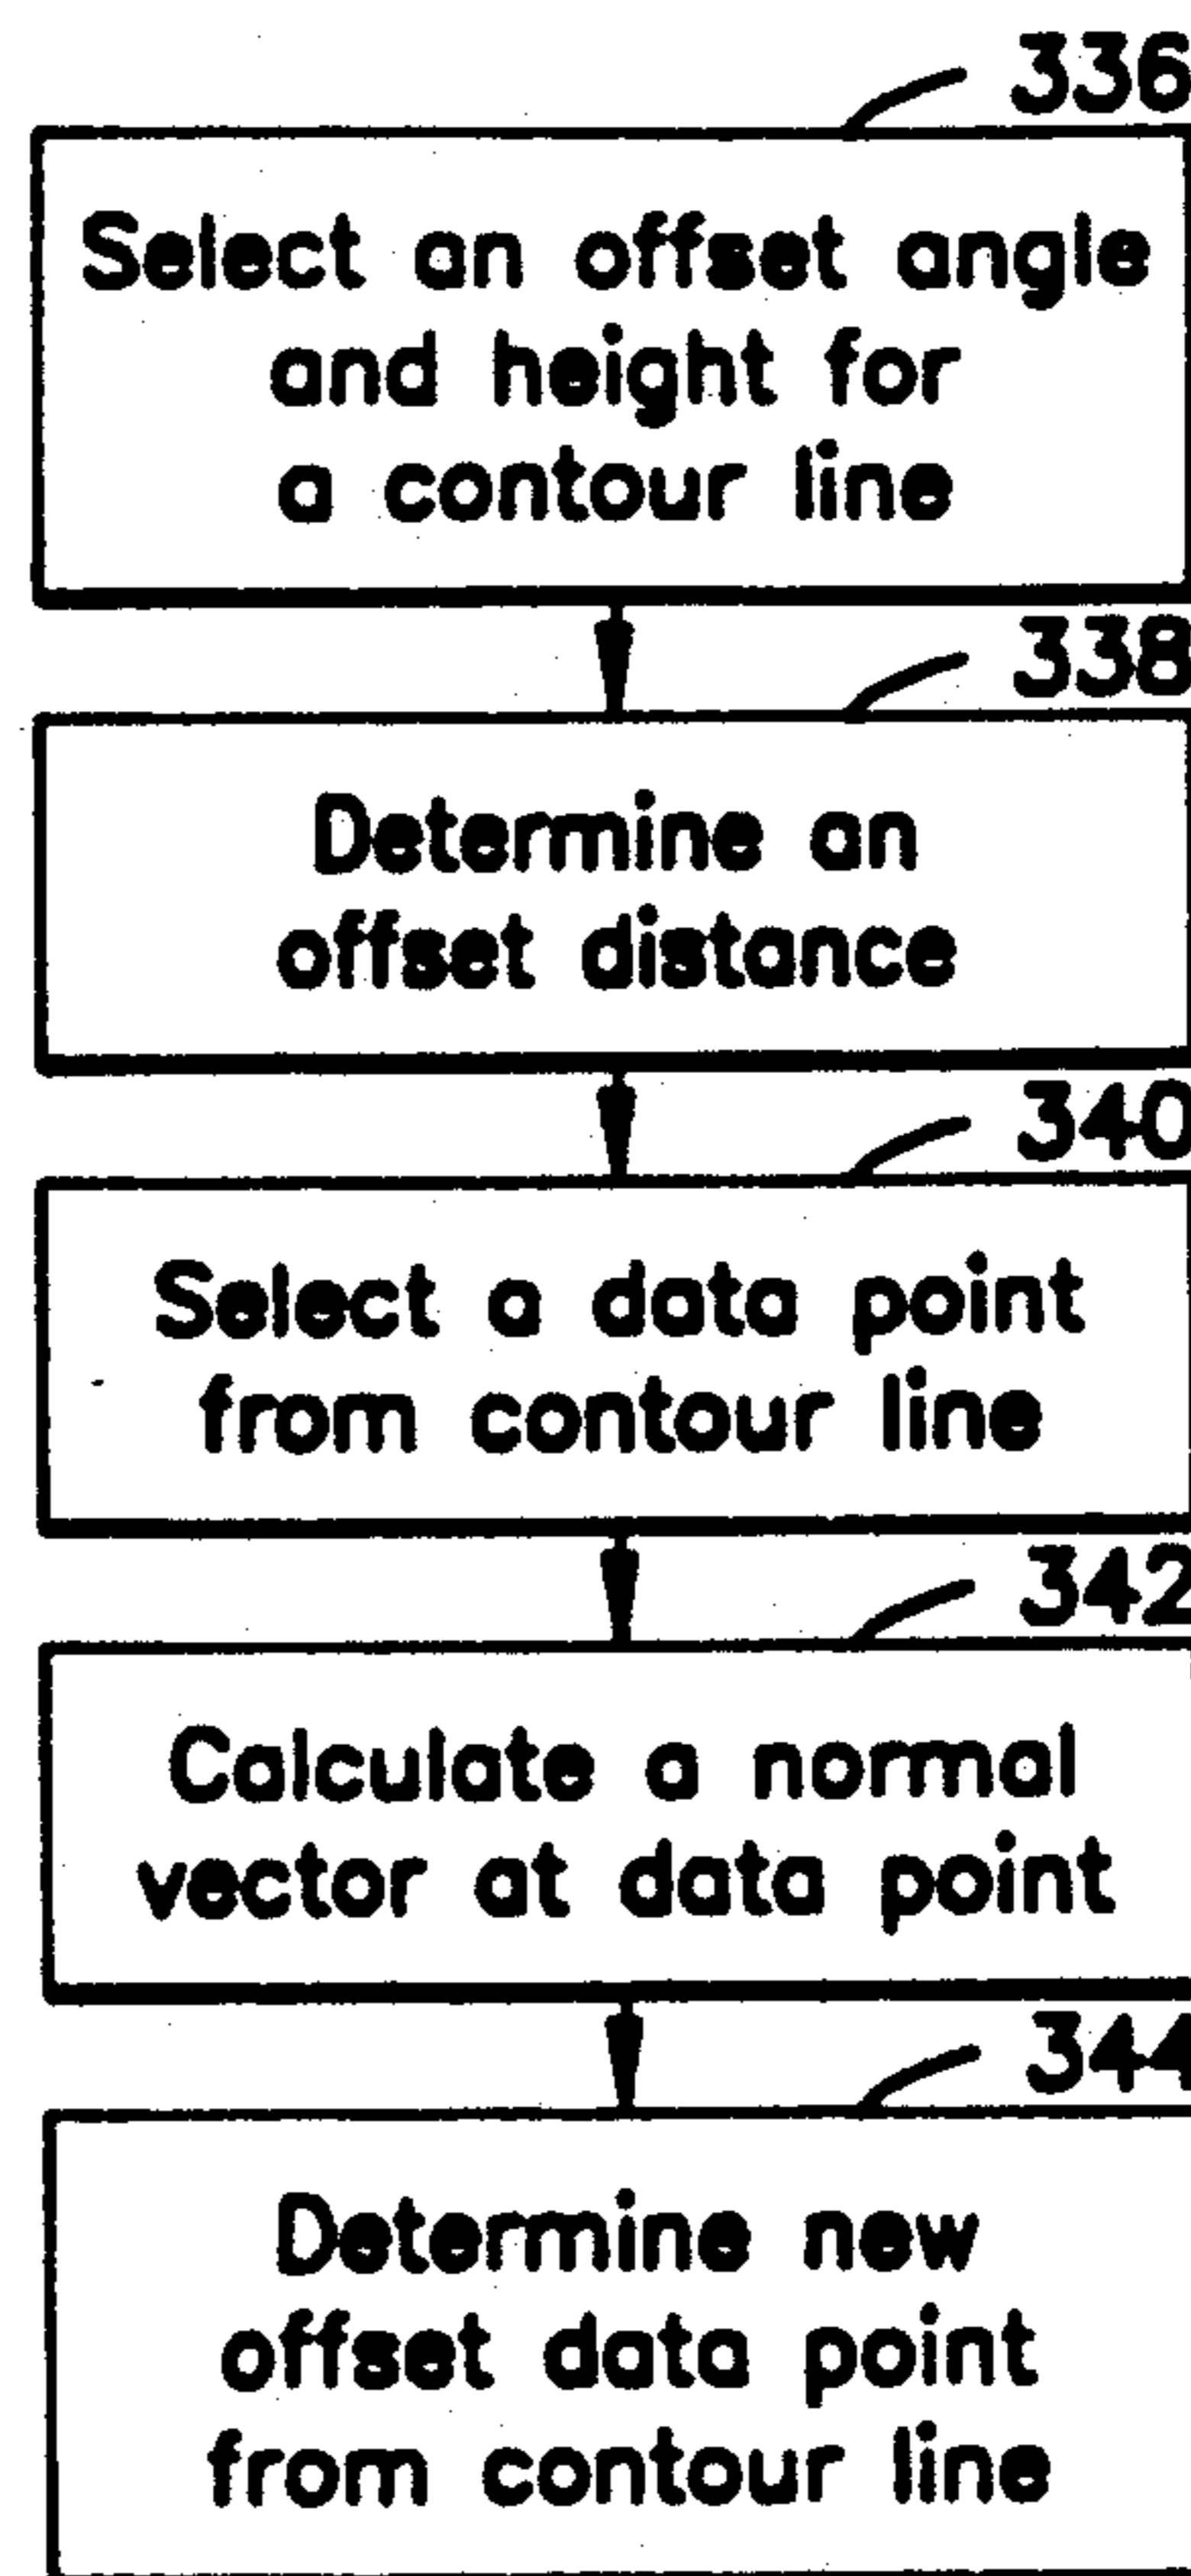 336
Select an offset angle
and height for
a contour line
338
Determine an
offset distance
340
Select a data point
from contour line
342
Calculate a normal
vector at data point
344
Determine new
offset data point
from contour line